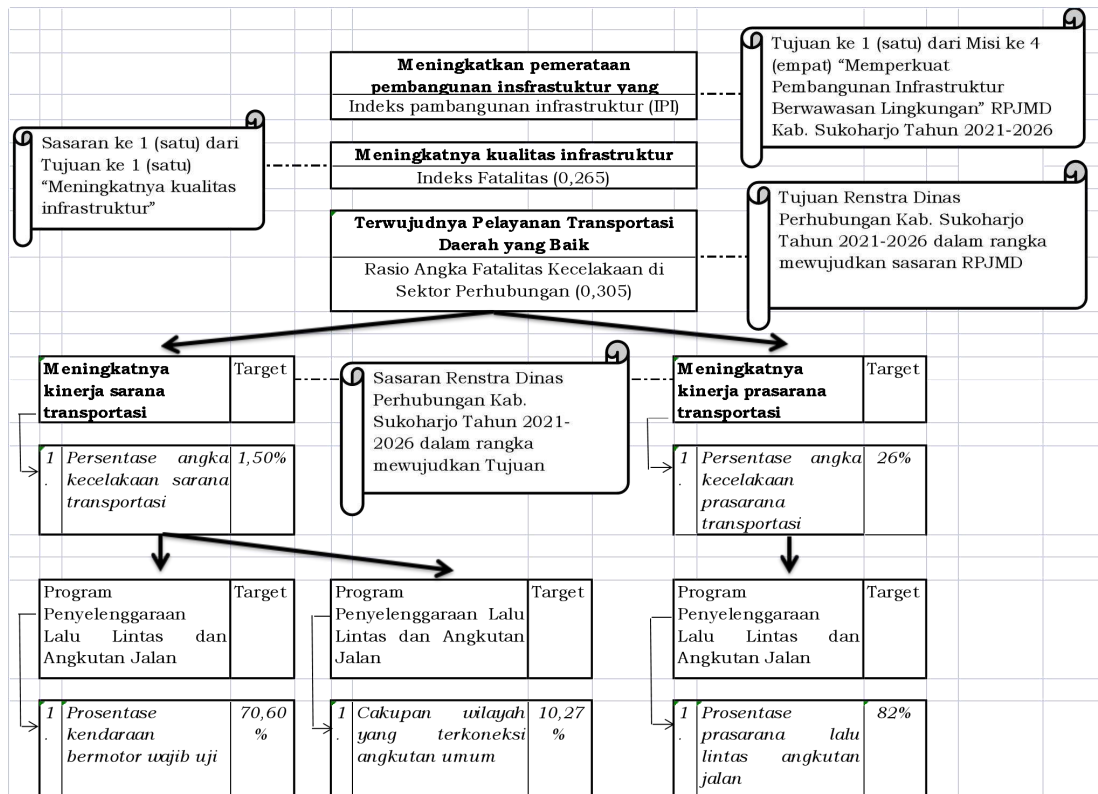 Meningkatkan pemerataan
pembangunan insfrastuktur yang
Indeks pambangunan infrastruktur (IPI)
Tujuan ke 1 (satu) dari Misi ke 4
(empat) “Memperkuat
Pembangunan Infrastruktur
Berwawasan Lingkungan” RPJMD
Kab. Sukoharjo Tahun 2021-2026
Sasaran ke 1 (satu) dari
Tujuan ke 1 (satu)
“Meningkatnya kualitas
infrastruktur”
Meningkatnya kualitas infrastruktur
Indeks Fatalitas (0,265)
Terwujudnya Pelayanan Transportasi
Daerah yang Baik
Rasio Angka Fatalitas Kecelakaan di
Sektor Perhubungan (0,305)
Tujuan Renstra Dinas
Perhubungan Kab. Sukoharjo
Tahun 2021-2026 dalam rangka
mewujudkan sasaran RPJMD
Meningkatnya
kinerja sarana
transportasi
Target
Sasaran Renstra Dinas
Perhubungan Kab.
Sukoharjo Tahun 2021-
2026 dalam rangka
mewujudkan Tujuan
Meningkatnya
kinerja prasarana
transportasi
Target
1
.
Persentase angka
kecelakaan sarana
transportasi
1,50%
1
.
Persentase angka
kecelakaan
prasarana
transportasi
26%
Program
Penyelenggaraan
Lalu Lintas dan
Angkutan Jalan
Target
Program
Penyelenggaraan Lalu
Lintas dan Angkutan
Jalan
Target
Program
Penyelenggaraan
Lalu Lintas dan
Angkutan Jalan
Target
1
.
Prosentase
kendaraan
bermotor wajib uji
70,60
%
1
.
Cakupan wilayah
yang terkoneksi
angkutan umum
10,27
%
1
.
Prosentase
prasarana lalu
lintas angkutan
jalan
82%